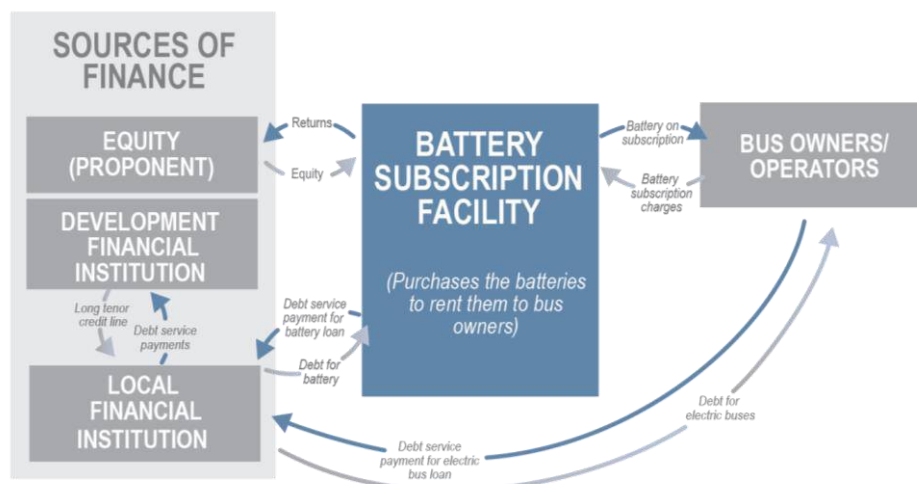 SOURCES OF
FINANCE
EQUITY
(PROPONENT)
Returns
Equity
DEVELOPMENT
FINANCIAL
INSTITUTION
Long tenor
credit line
Debt service
payments
LOCAL
FINANCIAL
INSTITUTION
Debt service
payment for
battery loan
Debt for
battery
BATTERY
SUBSCRIPTION
FACILITY
(Purchases the batteries
to rent them to bus
owners)
Battery on
subscription
Battery
subscription
charges
BUS OWNERS/
OPERATORS
Debt for
electric buses
Debt service
payment for electric
bus loan